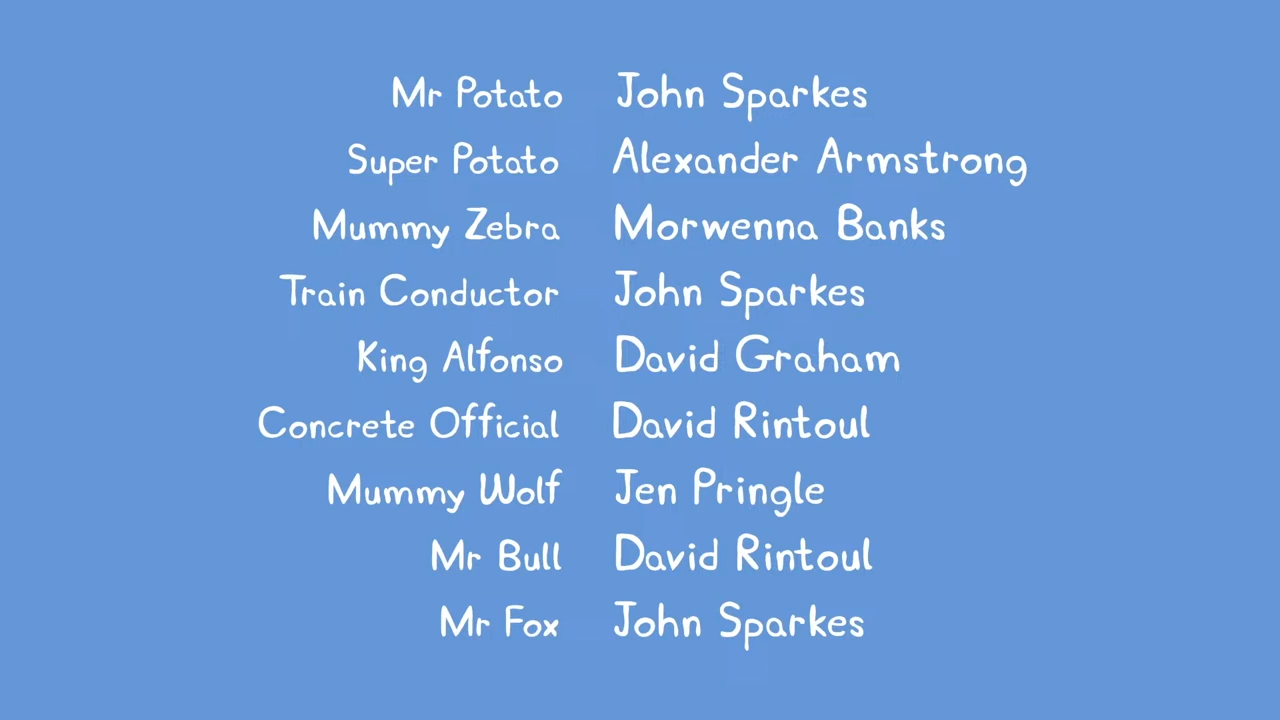 Mr Potato John Sparkes
Super Potato Alexander Armstrong
Mummy Zebra Morwenna Banks
Train Conductor John Sparkes
King Alfonso David Graham
Concrete Official David Rintoul
Mummy Wolf Jen Pringle
Mr Bull David Rintoul
Mr Fox John Sparkes